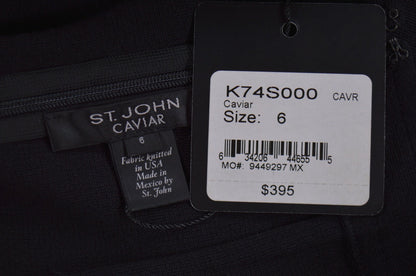 ST. JOHN
CAVIAR
6
Fabric knitted
in USA
Made in
Mexico by
St. John
K74S000 CAVR
Caviar
Size: 6
6 34206 44655 5
MO#: 9449297 MX
$395